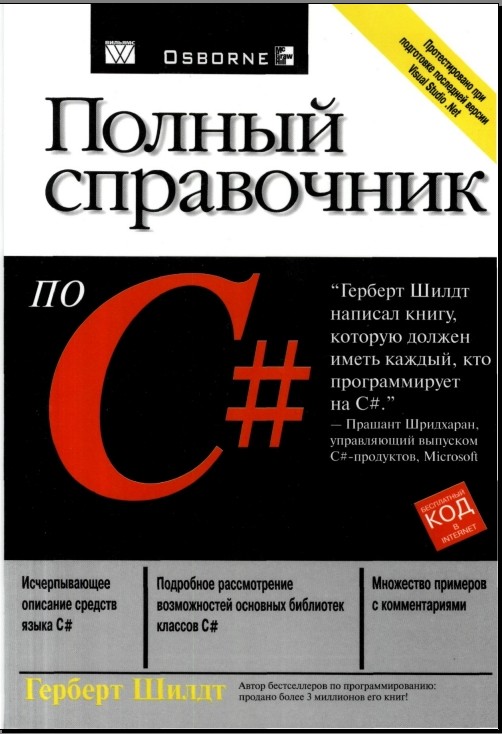 ВИЛЬЯМС
OSBORNE
Mc
Graw
Протестировано при
подготовке последней версии
Visual Studio .Net
Полный
справочник
по
C#
“Герберт Шилдт
написал книгу,
которую должен
иметь каждый, кто
программирует
на C#.”
— Прашант Шридхаран,
управляющий выпуском
C#-продуктов, Microsoft
БЕСПЛАТНЫЙ
КОД
В
INTERNET
Исчерпывающее
описание средств
языка C#
Подробное рассмотрение
возможностей основных библиотек
классов C#
Множество примеров
с комментариями
Герберт Шилдт
Автор бестселлеров по программированию:
продано более 3 миллионов его книг!